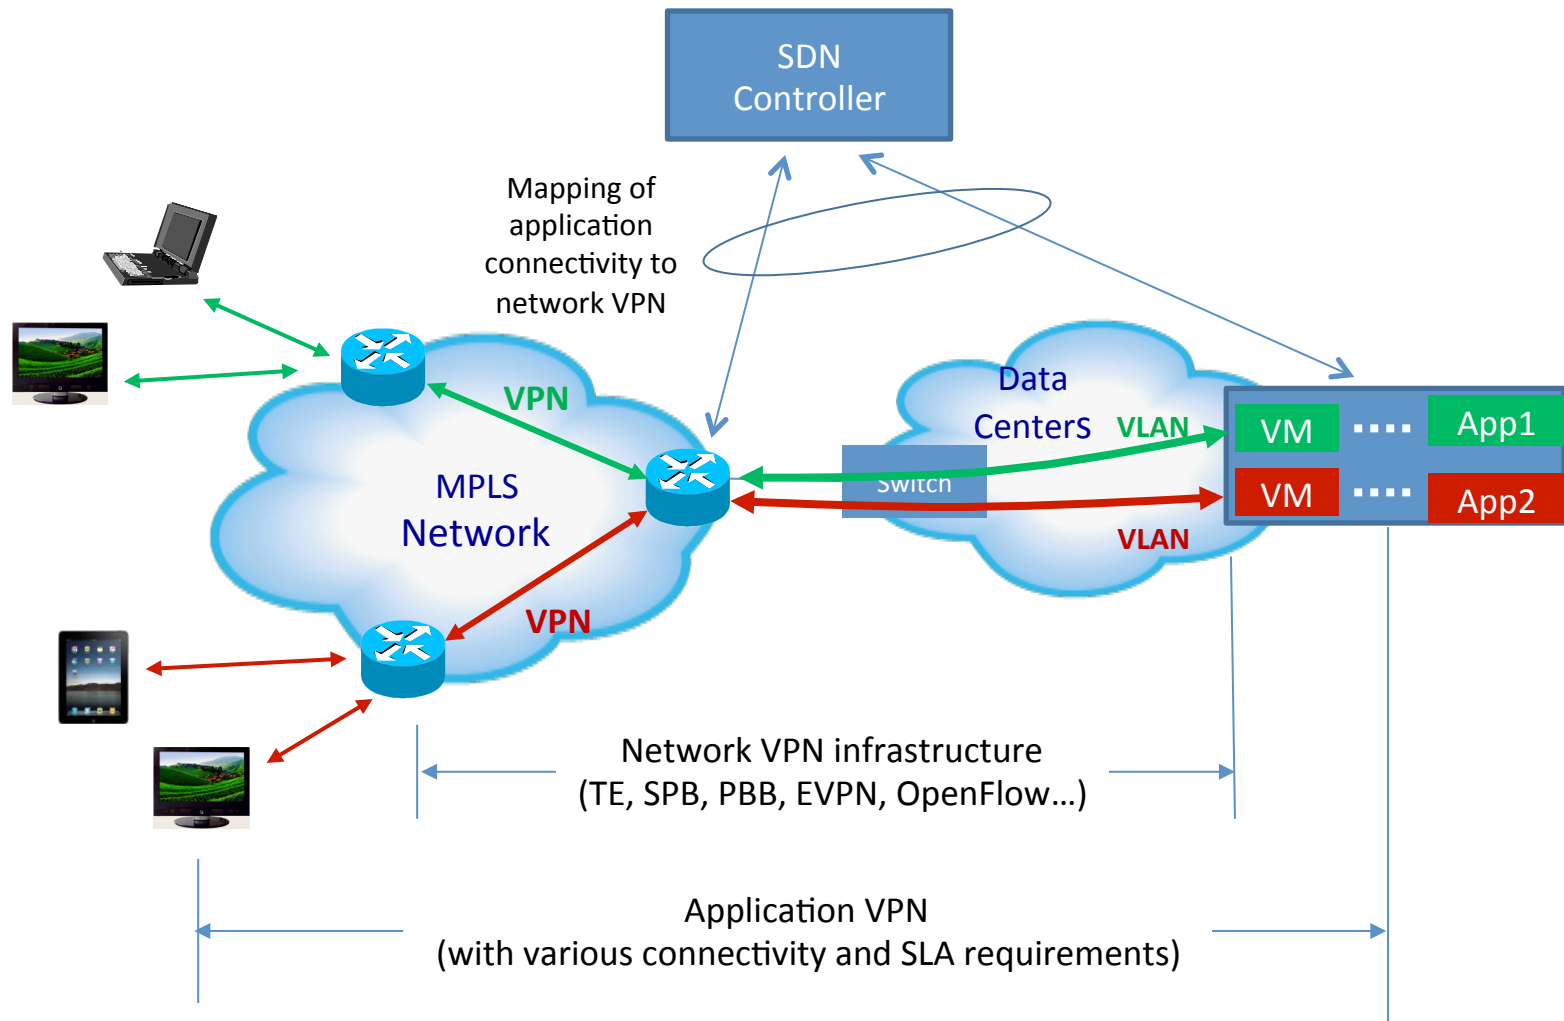 SDN
Controller
Mapping of
application
connectivity to
network VPN
Data
Centers
VPN
VLAN
VM
App1
MPLS
Network
Switch
VM
App2
VLAN
VPN
Network VPN infrastructure
(TE, SPB, PBB, EVPN, OpenFlow...)
Application VPN
(with various connectivity and SLA requirements)